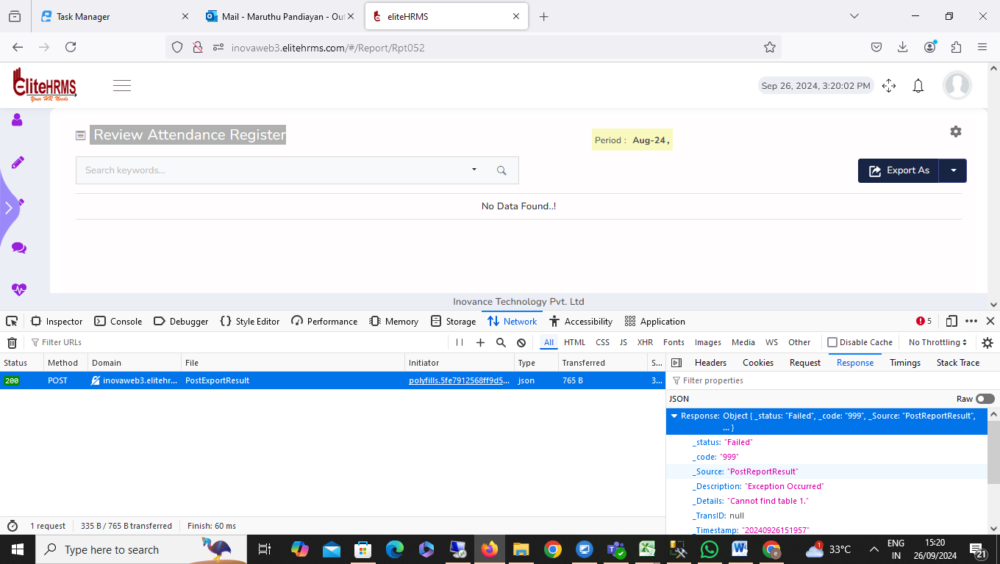 Task Manager
Mail - Maruthu Pandiayan - Out
eliteHRMS
inovaweb3.elitehrms.com/#/Report/Rpt052
EliteHRMS
Your HR Needs
Sep 26, 2024, 3:20:02 PM
Review Attendance Register
Period : Aug-24 ,
Search keywords...
Export As
No Data Found..!
Inovance Technology Pvt. Ltd
Inspector Console Debugger Style Editor Performance Memory Storage Network Accessibility Application 5
Filter URLs
All HTML CSS JS XHR Fonts Images Media WS Other Disable Cache No Throttling
Status Method Domain File Initiator Type Transferred S...
Headers Cookies Request Response Timings Stack Trace
200 POST inovaweb3.elitehr... PostExportResult polyfills.5fe7912568ff9d5... json 765 B 3...
Filter properties
JSON Raw
Response: Object { _status: "Failed", _code: "999", _Source: "PostReportResult",
... }
_status: "Failed"
_code: "999"
_Source: "PostReportResult"
_Description: "Exception Occurred"
_Details: "Cannot find table 1."
_TransID: null
_Timestamp: "20240926151957"
1 request 335 B / 765 B transferred Finish: 60 ms
Type here to search
33°C
ENG
IN
15:20
26/09/2024
21